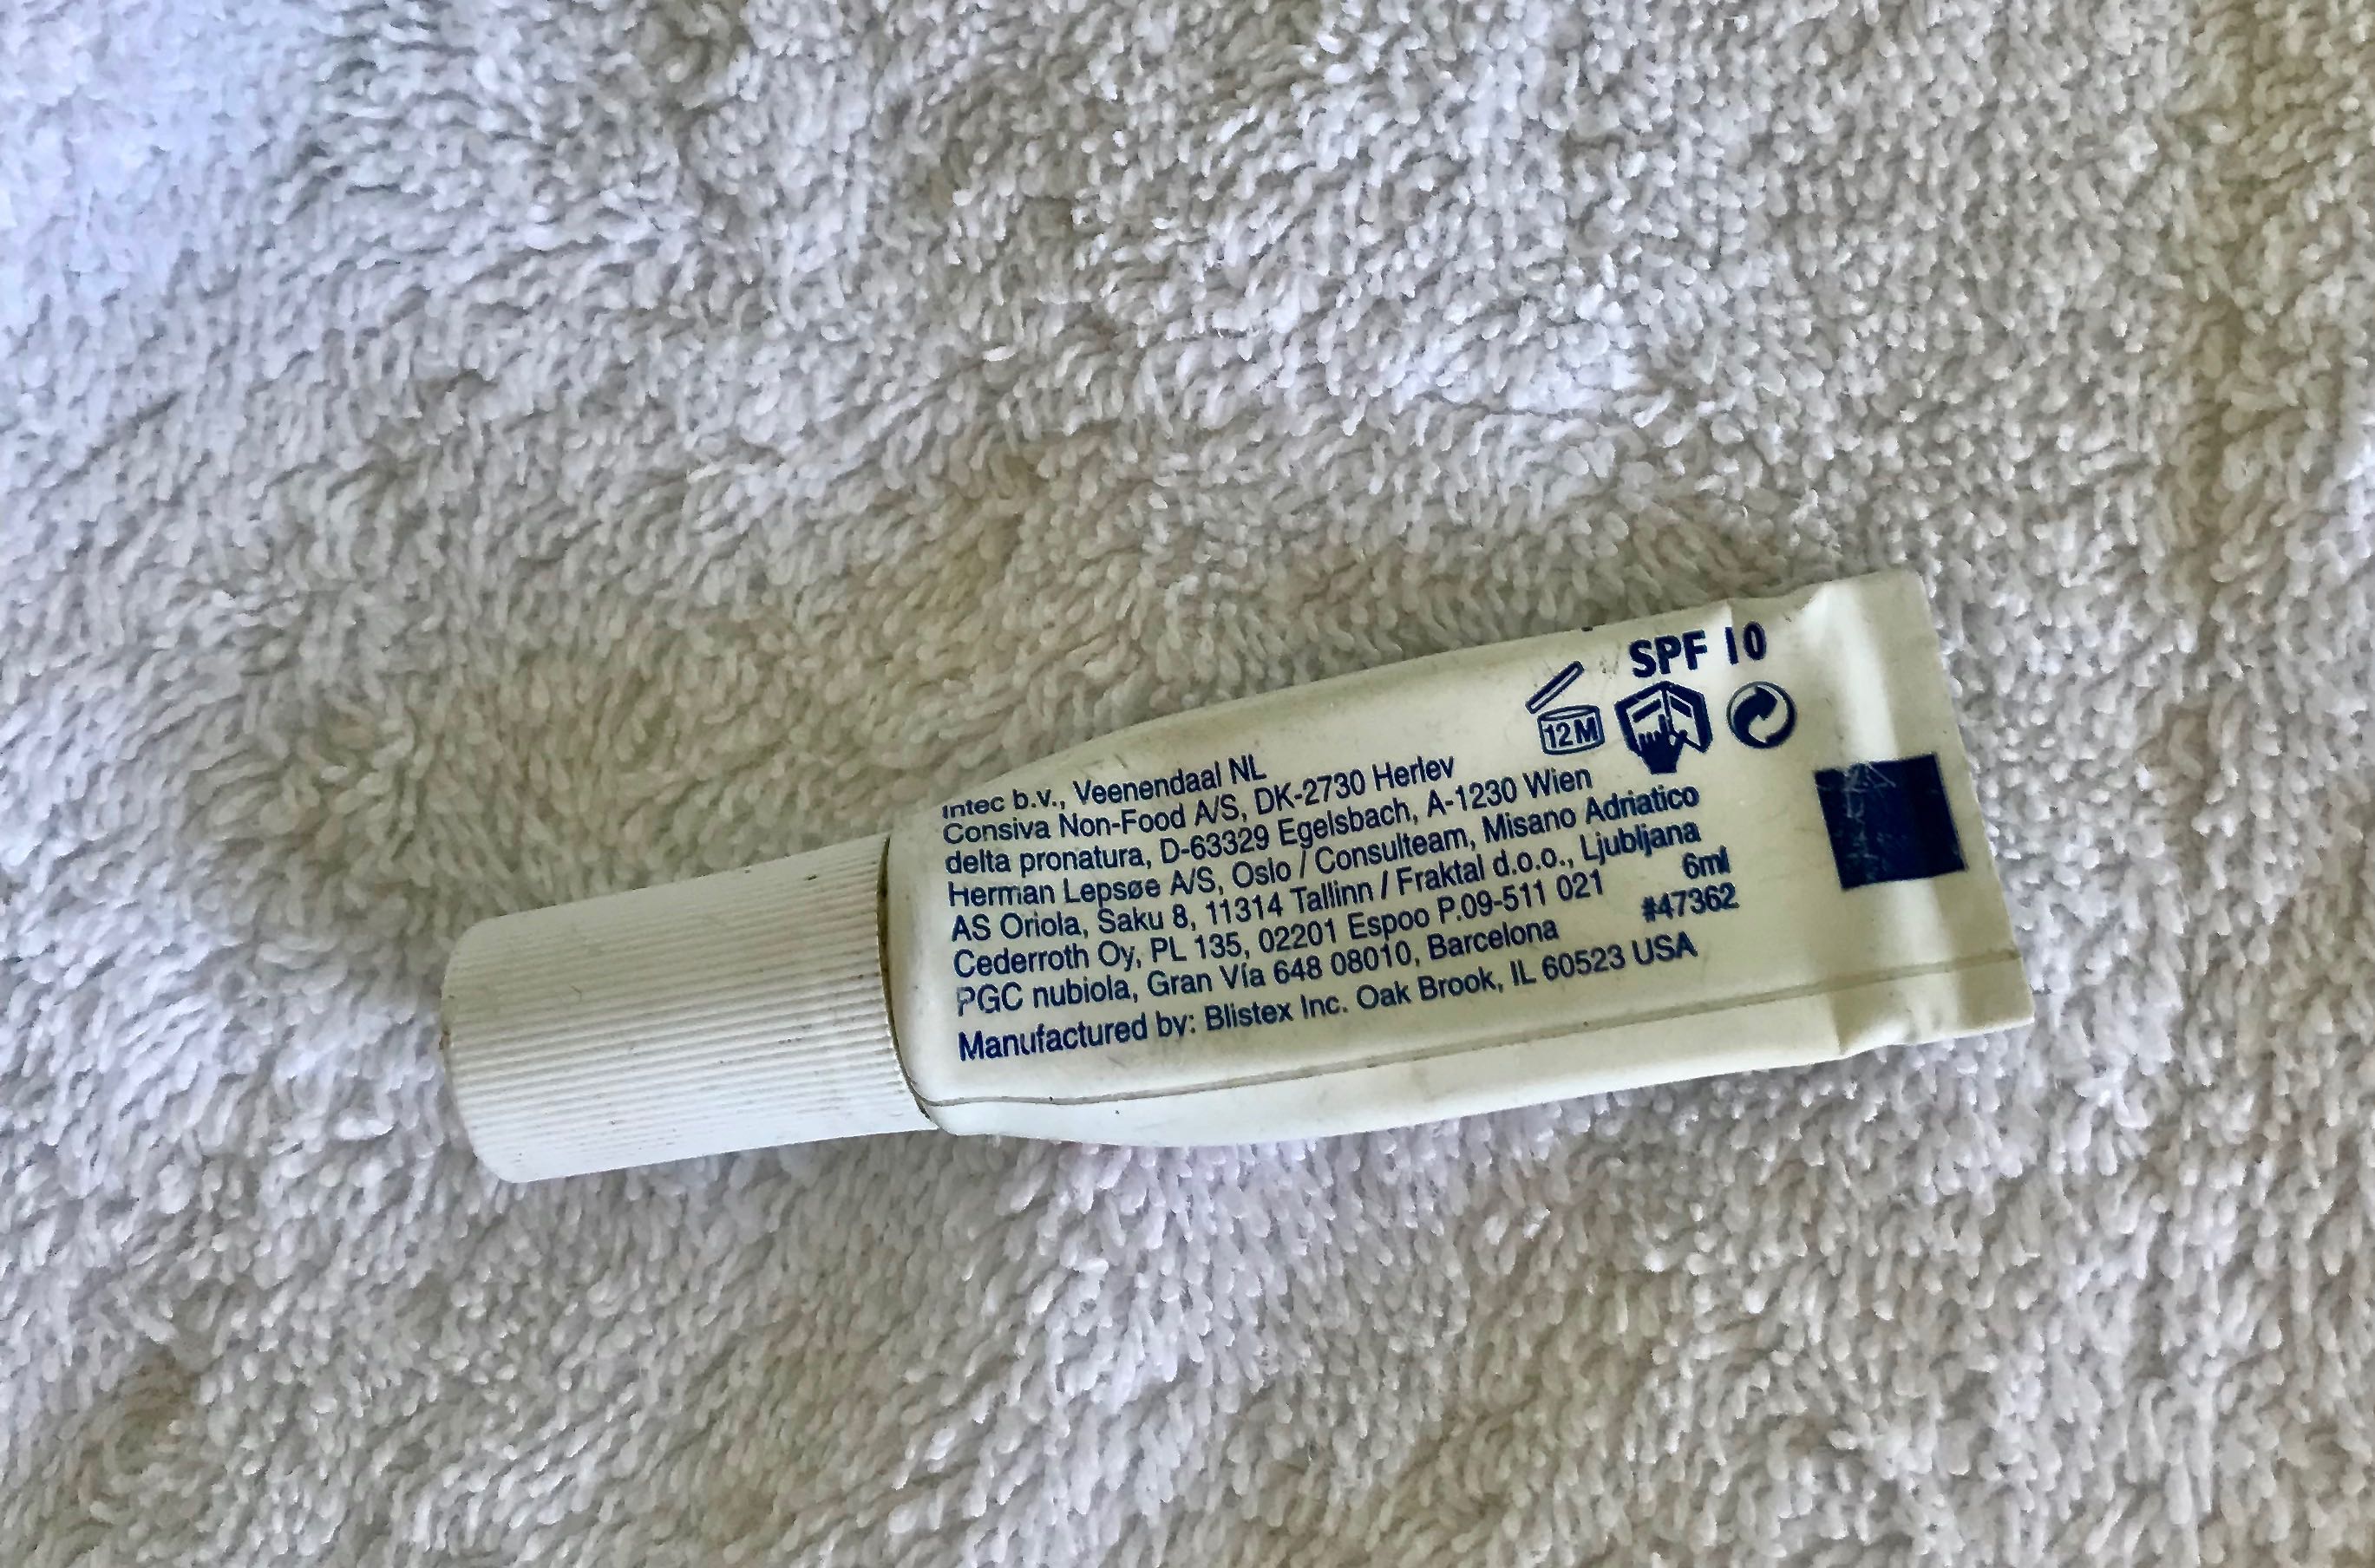 SPF 10
12M
Intec b.v., Veenendaal NL
Consiva Non-Food A/S, DK-2730 Herlev
delta pronatura, D-63329 Egelsbach, A-1230 Wien
Herman Lepsøe A/S, Oslo / Consulteam, Misano Adriatico
AS Oriola, Saku 8, 11314 Tallinn / Fraktal d.o.o., Ljubljana
Cederroth Oy, PL 135, 02201 Espoo P.09-511 021 6ml
PGC nubiola, Gran Vía 648 08010, Barcelona #47362
Manufactured by: Blistex Inc. Oak Brook, IL 60523 USA